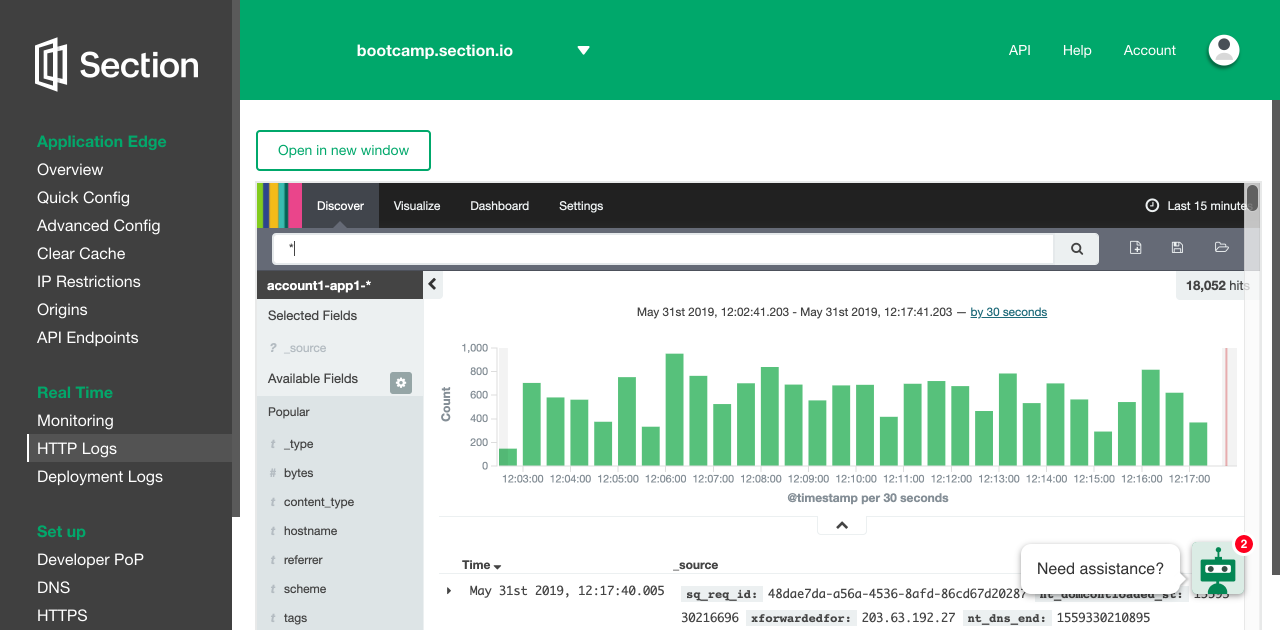 Section
bootcamp.section.io
API Help Account
Application Edge
Overview
Quick Config
Advanced Config
Clear Cache
IP Restrictions
Origins
API Endpoints
Real Time
Monitoring
HTTP Logs
Deployment Logs
Set up
Developer PoP
DNS
HTTPS
Open in new window
Discover Visualize Dashboard Settings Last 15 minutes
*
account1-app1-*
18,052 hits
Selected Fields
? _source
Available Fields
Popular
t _type
# bytes
t content_type
t hostname
t referrer
t scheme
t tags
May 31st 2019, 12:02:41.203 - May 31st 2019, 12:17:41.203 — by 30 seconds
Count
1,000
800
600
400
200
0
12:03:00 12:04:00 12:05:00 12:06:00 12:07:00 12:08:00 12:09:00 12:10:00 12:11:00 12:12:00 12:13:00 12:14:00 12:15:00 12:16:00 12:17:00
@timestamp per 30 seconds
Time _source
May 31st 2019, 12:17:40.005 sq_req_id: 48dae7da-a56a-4536-8afd-86cd67d20287 nt_domcontloaded_st: 15593
30216696 xforwardedfor: 203.63.192.27 nt_dns_end: 1559330210895
Need assistance?
2